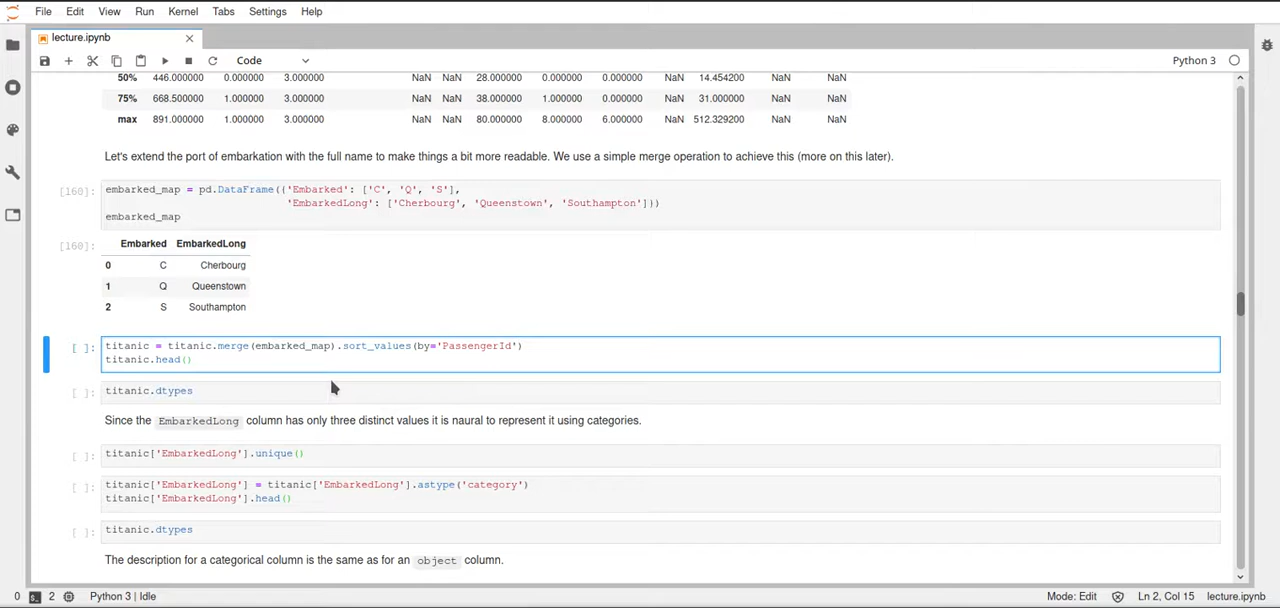 File Edit View Run Kernel Tabs Settings Help
lecture.ipynb
Code Python 3
50% 446.000000 0.000000 3.000000 NaN NaN 28.000000 0.000000 0.000000 NaN 14.454200 NaN NaN
75% 668.500000 1.000000 3.000000 NaN NaN 38.000000 1.000000 0.000000 NaN 31.000000 NaN NaN
max 891.000000 1.000000 3.000000 NaN NaN 80.000000 8.000000 6.000000 NaN 512.329200 NaN NaN
Let's extend the port of embarkation with the full name to make things a bit more readable. We use a simple merge operation to achieve this (more on this later).
[160]: embarked_map = pd.DataFrame(('Embarked': ['C', 'Q', 'S'],
'EmbarkedLong': ['Cherbourg', 'Queenstown', 'Southampton']))
embarked_map
[160]: Embarked EmbarkedLong
0 C Cherbourg
1 Q Queenstown
2 S Southampton
[ ]: titanic = titanic.merge(embarked_map).sort_values(by='PassengerId')
titanic.head()
[ ]: titanic.dtypes
Since the EmbarkedLong column has only three distinct values it is naural to represent it using categories.
[ ]: titanic['EmbarkedLong'].unique()
[ ]: titanic['EmbarkedLong'] = titanic['EmbarkedLong'].astype('category')
titanic['EmbarkedLong'].head()
[ ]: titanic.dtypes
The description for a categorical column is the same as for an object column.
0 2 Python 3 | Idle Mode: Edit Ln 2, Col 15 lecture.ipynb